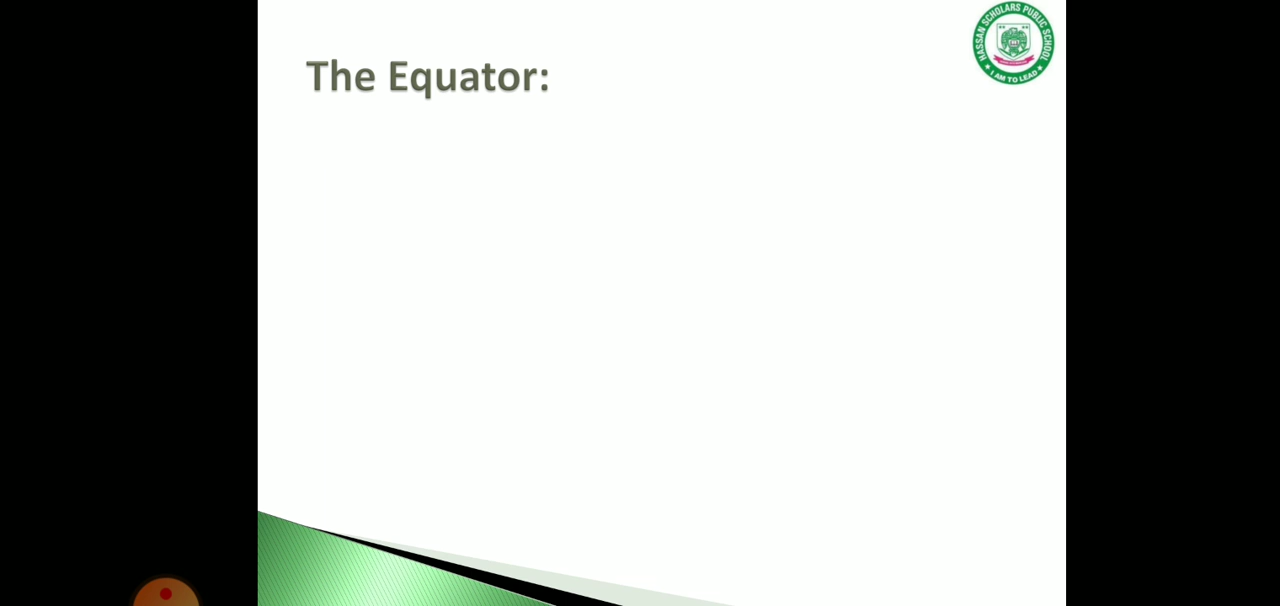 HASSAN SCHOLARS PUBLIC SCHOOL
The Equator:
★ I AM TO LEAD ★